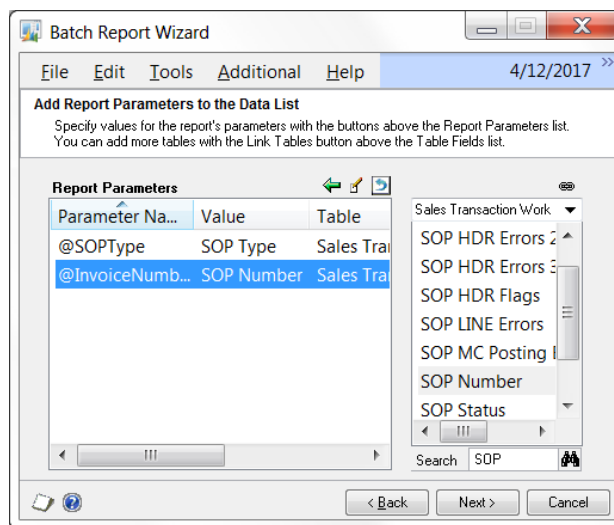 Batch Report Wizard
File Edit Tools Additional Help 4/12/2017
Add Report Parameters to the Data List
Specify values for the report's parameters with the buttons above the Report Parameters list.
You can add more tables with the Link Tables button above the Table Fields list.
Report Parameters
Parameter Na... Value Table
@SOPType SOP Type Sales Tra
@InvoiceNumb... SOP Number Sales Tra
Sales Transaction Work
SOP HDR Errors 2
SOP HDR Errors 3
SOP HDR Flags
SOP LINE Errors
SOP MC Posting
SOP Number
SOP Status
Search SOP
< Back Next > Cancel